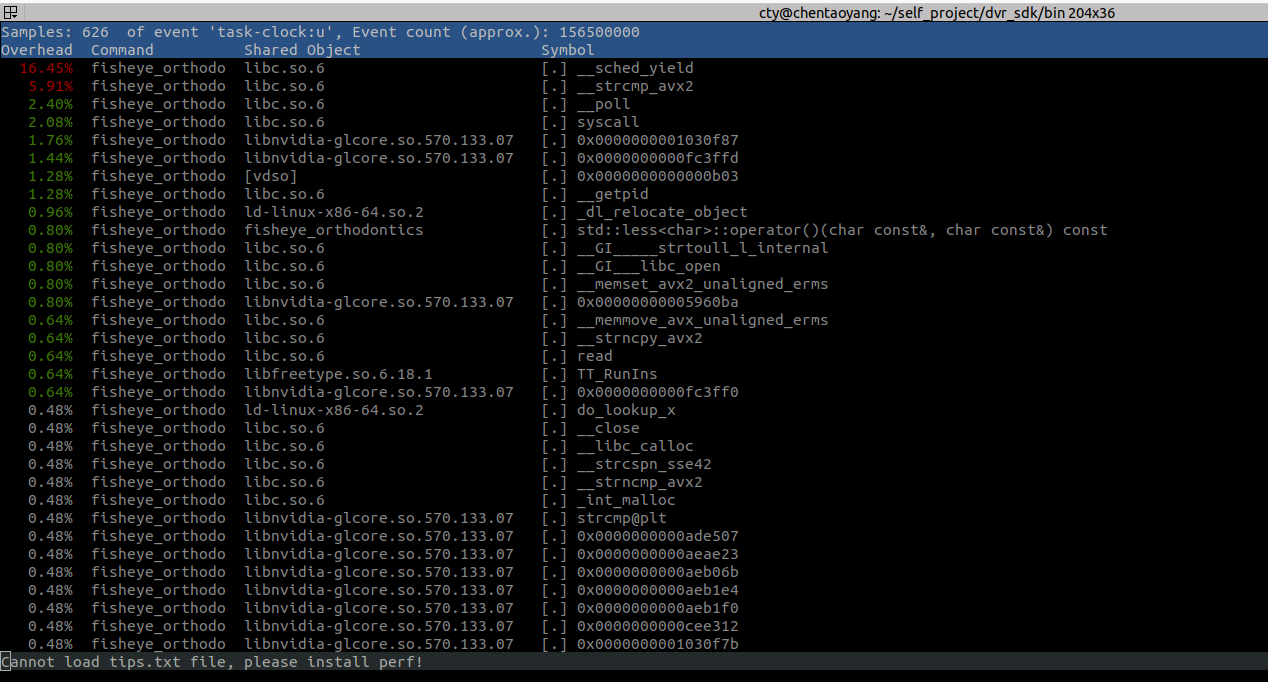 cty@chentaoyang: ~/self_project/dvr_sdk/bin 204x36
Samples: 626  of event 'task-clock:u', Event count (approx.): 156500000
Overhead  Command  Shared Object  Symbol
16.45%  fisheye_orthodo  libc.so.6  [.] __sched_yield
5.91%  fisheye_orthodo  libc.so.6  [.] __strcmp_avx2
2.40%  fisheye_orthodo  libc.so.6  [.] __poll
2.08%  fisheye_orthodo  libc.so.6  [.] syscall
1.76%  fisheye_orthodo  libnvidia-glcore.so.570.133.07  [.] 0x0000000001030f87
1.44%  fisheye_orthodo  libnvidia-glcore.so.570.133.07  [.] 0x0000000000fc3ffd
1.28%  fisheye_orthodo  [vdso]  [.] 0x0000000000000b03
1.28%  fisheye_orthodo  libc.so.6  [.] __getpid
0.96%  fisheye_orthodo  ld-linux-x86-64.so.2  [.] _dl_relocate_object
0.80%  fisheye_orthodo  fisheye_orthodontics  [.] std::less<char>::operator()(char const&, char const&) const
0.80%  fisheye_orthodo  libc.so.6  [.] __GI_____strtoull_l_internal
0.80%  fisheye_orthodo  libc.so.6  [.] __GI___libc_open
0.80%  fisheye_orthodo  libc.so.6  [.] __memset_avx2_unaligned_erms
0.80%  fisheye_orthodo  libnvidia-glcore.so.570.133.07  [.] 0x00000000005960ba
0.64%  fisheye_orthodo  libc.so.6  [.] __memmove_avx_unaligned_erms
0.64%  fisheye_orthodo  libc.so.6  [.] __strncpy_avx2
0.64%  fisheye_orthodo  libc.so.6  [.] read
0.64%  fisheye_orthodo  libfreetype.so.6.18.1  [.] TT_RunIns
0.64%  fisheye_orthodo  libnvidia-glcore.so.570.133.07  [.] 0x0000000000fc3ff0
0.48%  fisheye_orthodo  ld-linux-x86-64.so.2  [.] do_lookup_x
0.48%  fisheye_orthodo  libc.so.6  [.] __close
0.48%  fisheye_orthodo  libc.so.6  [.] __libc_calloc
0.48%  fisheye_orthodo  libc.so.6  [.] __strcspn_sse42
0.48%  fisheye_orthodo  libc.so.6  [.] __strncmp_avx2
0.48%  fisheye_orthodo  libc.so.6  [.] _int_malloc
0.48%  fisheye_orthodo  libnvidia-glcore.so.570.133.07  [.] strcmp@plt
0.48%  fisheye_orthodo  libnvidia-glcore.so.570.133.07  [.] 0x0000000000ade507
0.48%  fisheye_orthodo  libnvidia-glcore.so.570.133.07  [.] 0x0000000000aeae23
0.48%  fisheye_orthodo  libnvidia-glcore.so.570.133.07  [.] 0x0000000000aeb06b
0.48%  fisheye_orthodo  libnvidia-glcore.so.570.133.07  [.] 0x0000000000aeb1e4
0.48%  fisheye_orthodo  libnvidia-glcore.so.570.133.07  [.] 0x0000000000aeb1f0
0.48%  fisheye_orthodo  libnvidia-glcore.so.570.133.07  [.] 0x0000000000cee312
0.48%  fisheye_orthodo  libnvidia-glcore.so.570.133.07  [.] 0x0000000001030f7b
Cannot load tips.txt file, please install perf!